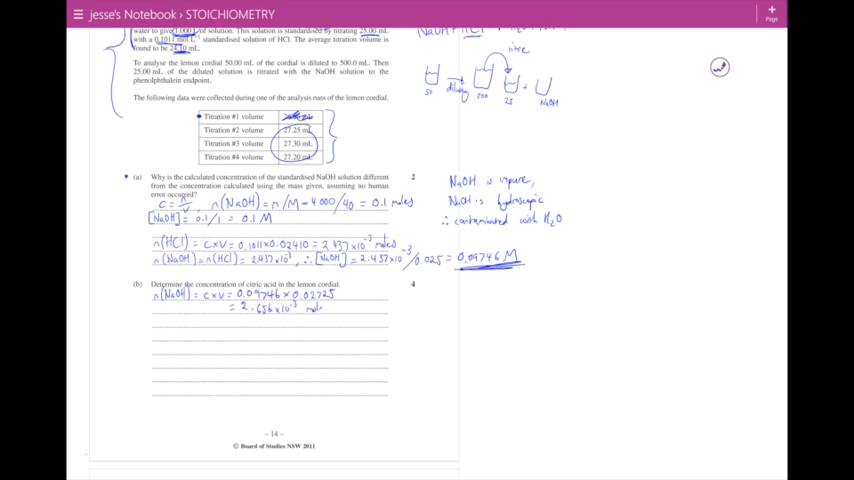 jesse's Notebook › STOICHIOMETRY
Page
water to give 1.000 L of solution. This solution is standardised by titrating 25.00 mL
with a 0.1011 mol L⁻¹ standardised solution of HCl. The average titration volume is
found to be 24.10 mL.
To analyse the lemon cordial 50.00 mL of the cordial is diluted to 500.0 mL. Then
25.00 mL of the diluted solution is titrated with the NaOH solution to the
phenolphthalein endpoint.
The following data were collected during one of the analysis runs of the lemon cordial.
Titration #1 volume
Titration #2 volume 27.25 mL
Titration #3 volume 27.30 mL
Titration #4 volume 27.20 mL
NaOH + HCl
titre
50
dilution
500
25
+
NaOH
(a) Why is the calculated concentration of the standardised NaOH solution different 2
from the concentration calculated using the mass given, assuming no human
error occurred?
c = n/v n(NaOH) = n/M = 4.000/40 = 0.1 moles
[NaOH] = 0.1/1 = 0.1 M
n(HCl) = C×V = 0.1011×0.02410 = 2.437×10⁻³ moles
n(NaOH) = n(HCl) = 2.437×10⁻³, ∴ [NaOH] = 2.437×10⁻³/0.025 = 0.09746 M
NaOH is impure,
NaOH is hydroscopic
∴ contaminated with H₂O
(b) Determine the concentration of citric acid in the lemon cordial. 4
n(NaOH) = C×V = 0.09746 × 0.02725
= 2.656×10⁻³ mole
– 14 –
© Board of Studies NSW 2011